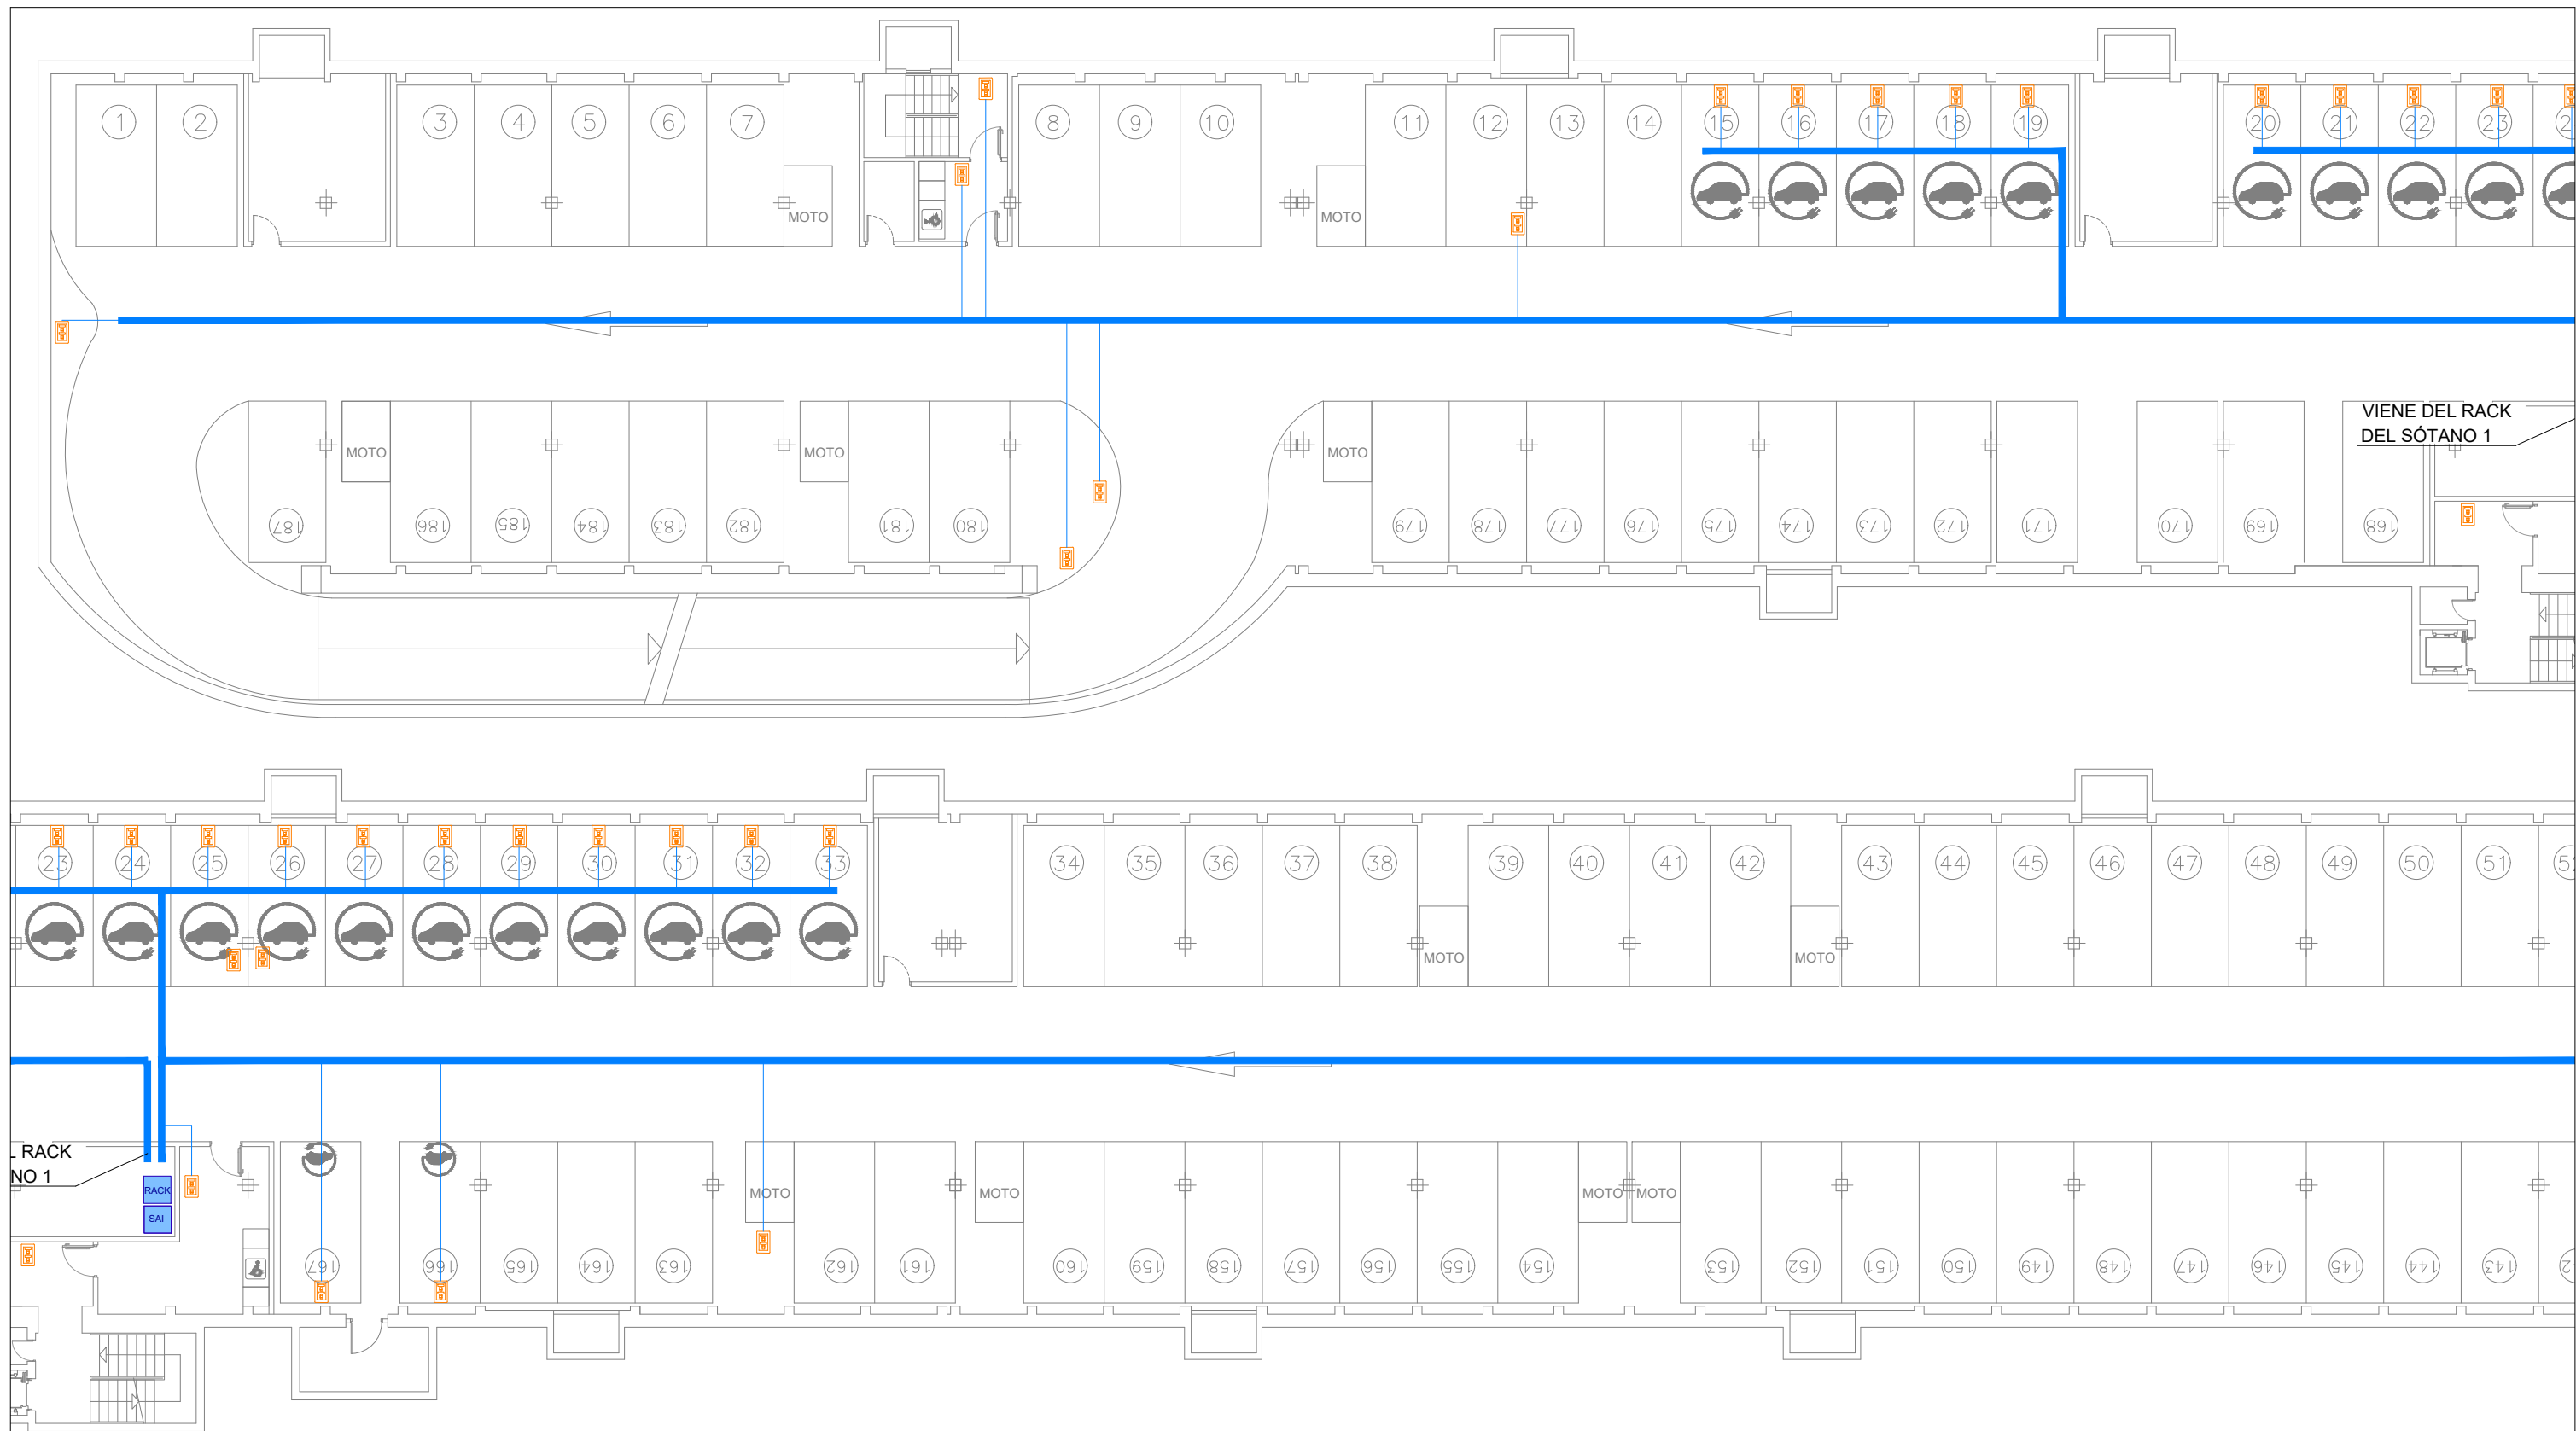 1 2 3 4 5 6 7 8 9 10 11 12 13 14 15 16 17 18 19 20 21 22 23
MOTO MOTO
VIENE DEL RACK
DEL SÓTANO 1
MOTO MOTO MOTO
187 186 185 184 183 182 181 180 179 178 177 176 175 174 173 172 171 170 169 168
23 24 25 26 27 28 29 30 31 32 33 34 35 36 37 38 39 40 41 42 43 44 45 46 47 48 49 50 51
MOTO MOTO
RACK
NO 1
RACK
SAI
MOTO MOTO MOTO MOTO
167 166 165 164 163 162 161 160 159 158 157 156 155 154 153 152 151 150 149 148 147 146 145 144 143